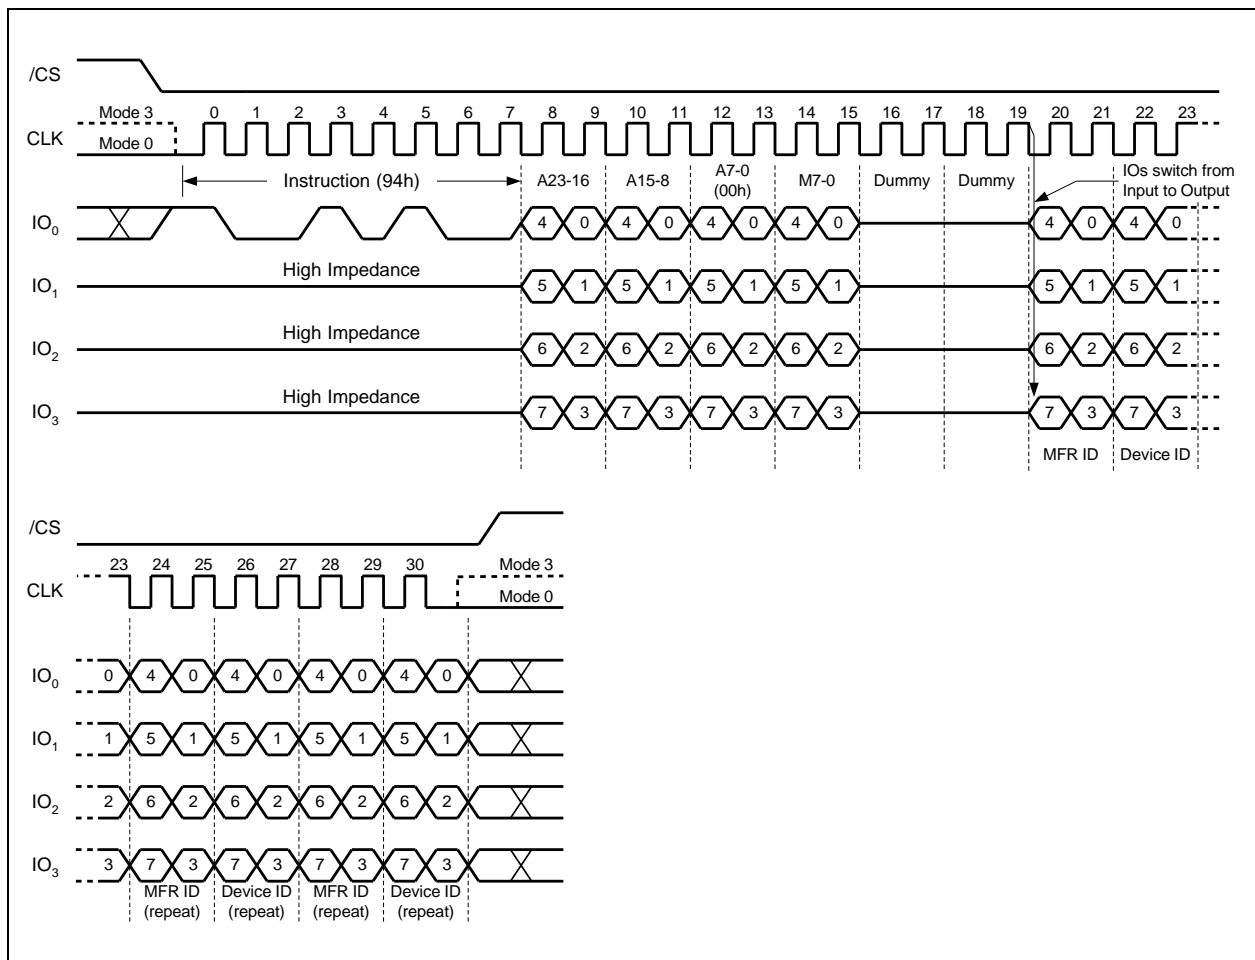 /CS
Mode 3
0 1 2 3 4 5 6 7 8 9 10 11 12 13 14 15 16 17 18 19 20 21 22 23
CLK
Mode 0
Instruction (94h)
A23-16 A15-8 A7-0 M7-0 Dummy Dummy
(00h)
IOs switch from
Input to Output
IO0
4 0 4 0 4 0 4 0 4 0 4 0
High Impedance
IO1
5 1 5 1 5 1 5 1 5 1 5 1
High Impedance
IO2
6 2 6 2 6 2 6 2 6 2 6 2
High Impedance
IO3
7 3 7 3 7 3 7 3 7 3 7 3
MFR ID Device ID
/CS
23 24 25 26 27 28 29 30 Mode 3
CLK
Mode 0
IO0 0 4 0 4 0 4 0 4 0
IO1 1 5 1 5 1 5 1 5 1
IO2 2 6 2 6 2 6 2 6 2
IO3 3 7 3 7 3 7 3 7 3
MFR ID Device ID MFR ID Device ID
(repeat) (repeat) (repeat) (repeat)